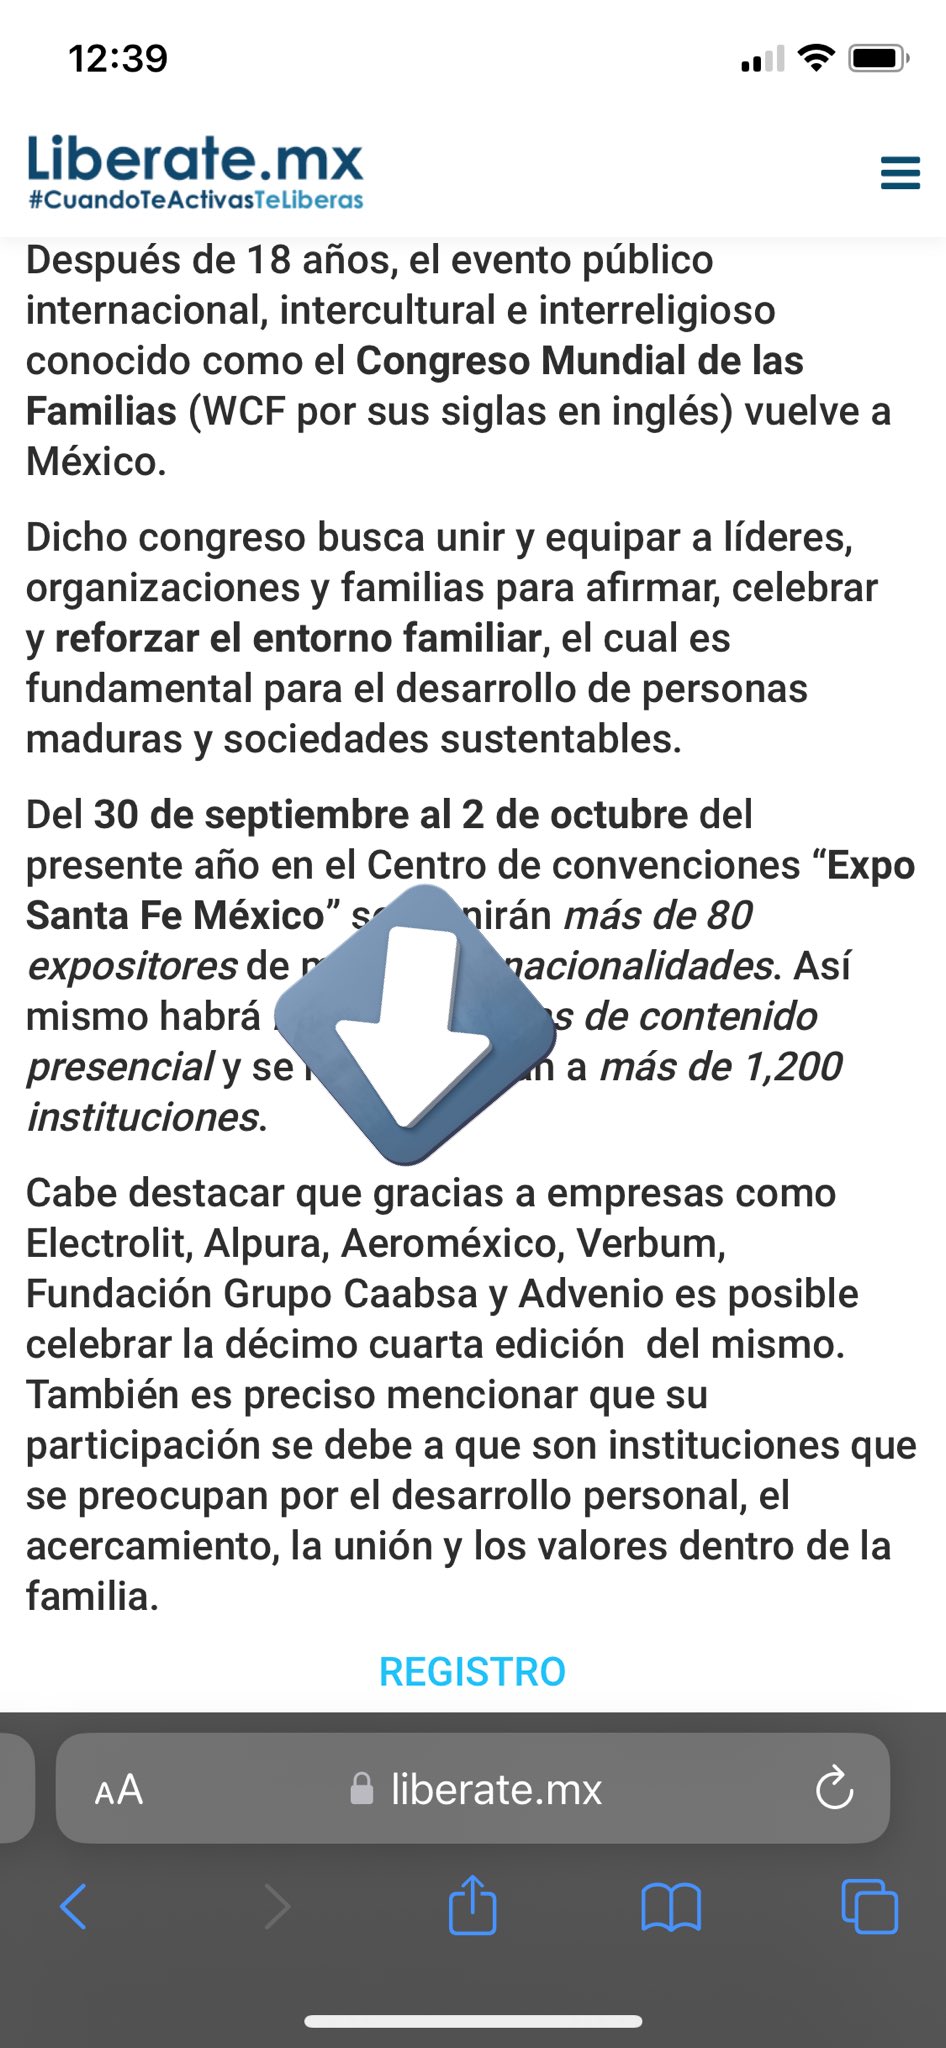 12:39
Liberate.mx
#CuandoTeActivasTeLiberas
Después de 18 años, el evento público
internacional, intercultural e interreligioso
conocido como el Congreso Mundial de las
Familias (WCF por sus siglas en inglés) vuelve a
México.
Dicho congreso busca unir y equipar a líderes,
organizaciones y familias para afirmar, celebrar
y reforzar el entorno familiar, el cual es
fundamental para el desarrollo de personas
maduras y sociedades sustentables.
Del 30 de septiembre al 2 de octubre del
presente año en el Centro de convenciones “Expo
Santa Fe México” más de 80
expositores de nacionalidades. Así
mismo habrá de contenido
presencial y se a más de 1,200
instituciones.
Cabe destacar que gracias a empresas como
Electrolit, Alpura, Aeroméxico, Verbum,
Fundación Grupo Caabsa y Advenio es posible
celebrar la décimo cuarta edición  del mismo.
También es preciso mencionar que su
participación se debe a que son instituciones que
se preocupan por el desarrollo personal, el
acercamiento, la unión y los valores dentro de la
familia.
REGISTRO
AA liberate.mx